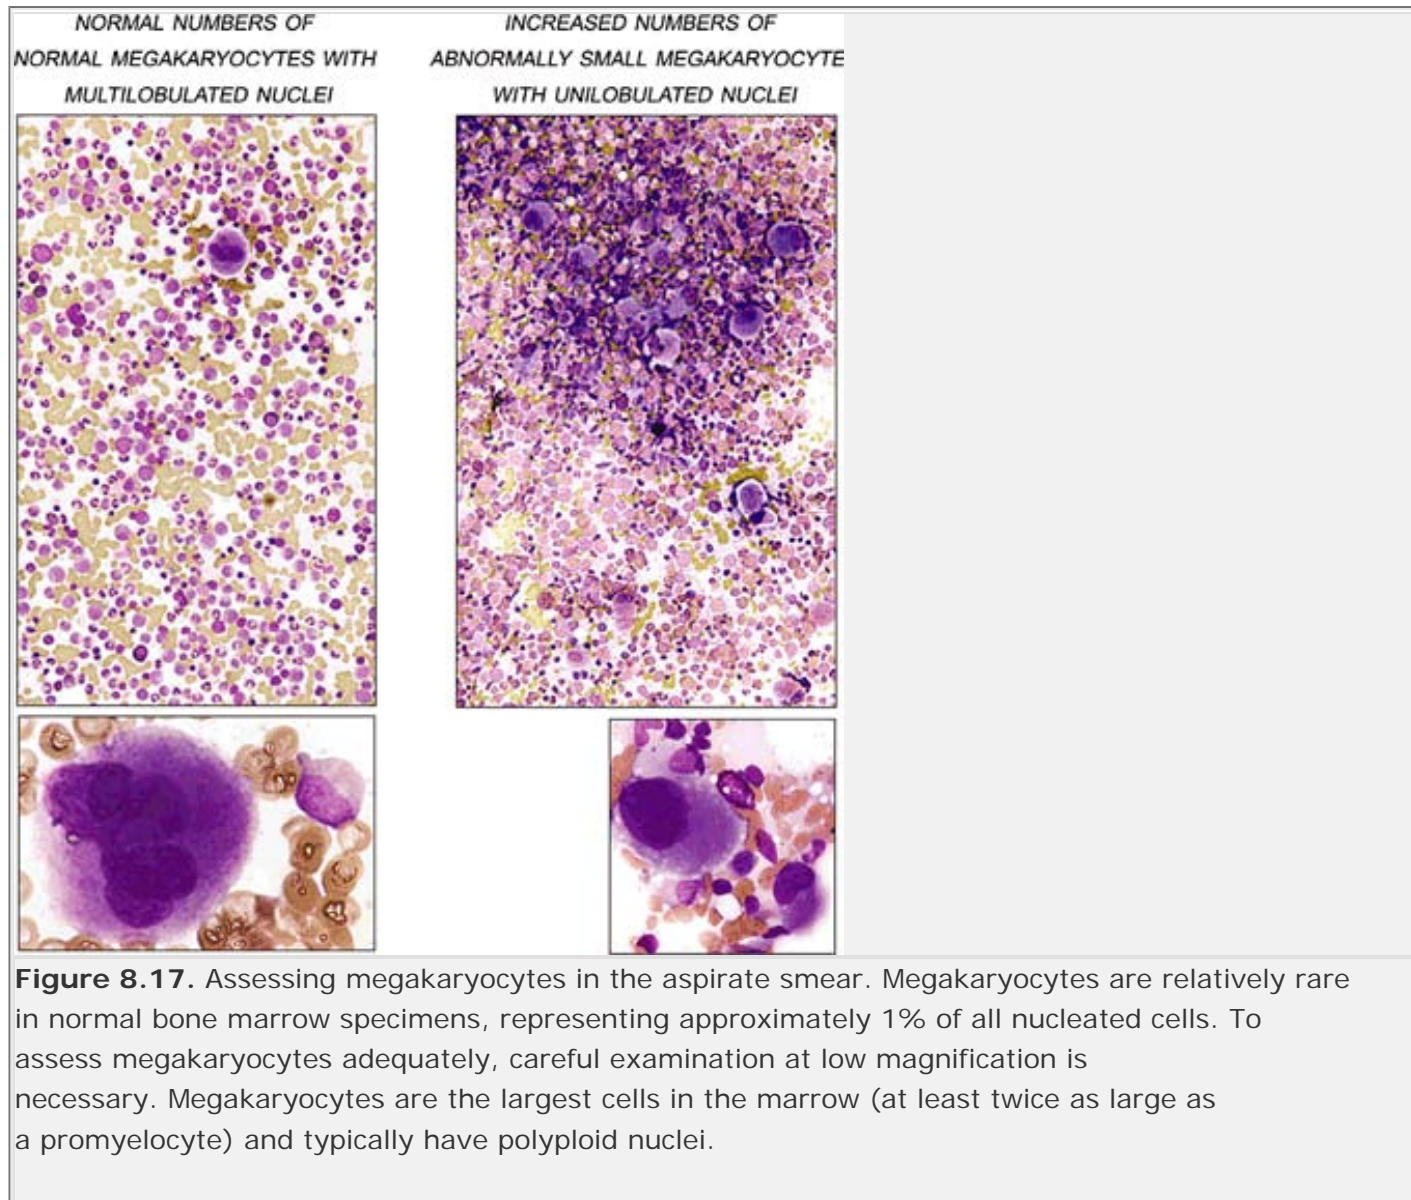 NORMAL NUMBERS OF
NORMAL MEGAKARYOCYTES WITH
MULTILOBULATED NUCLEI
INCREASED NUMBERS OF
ABNORMALLY SMALL MEGAKARYOCYTE
WITH UNILOBULATED NUCLEI
Figure 8.17. Assessing megakaryocytes in the aspirate smear. Megakaryocytes are relatively rare
in normal bone marrow specimens, representing approximately 1% of all nucleated cells. To
assess megakaryocytes adequately, careful examination at low magnification is
necessary. Megakaryocytes are the largest cells in the marrow (at least twice as large as
a promyelocyte) and typically have polyploid nuclei.